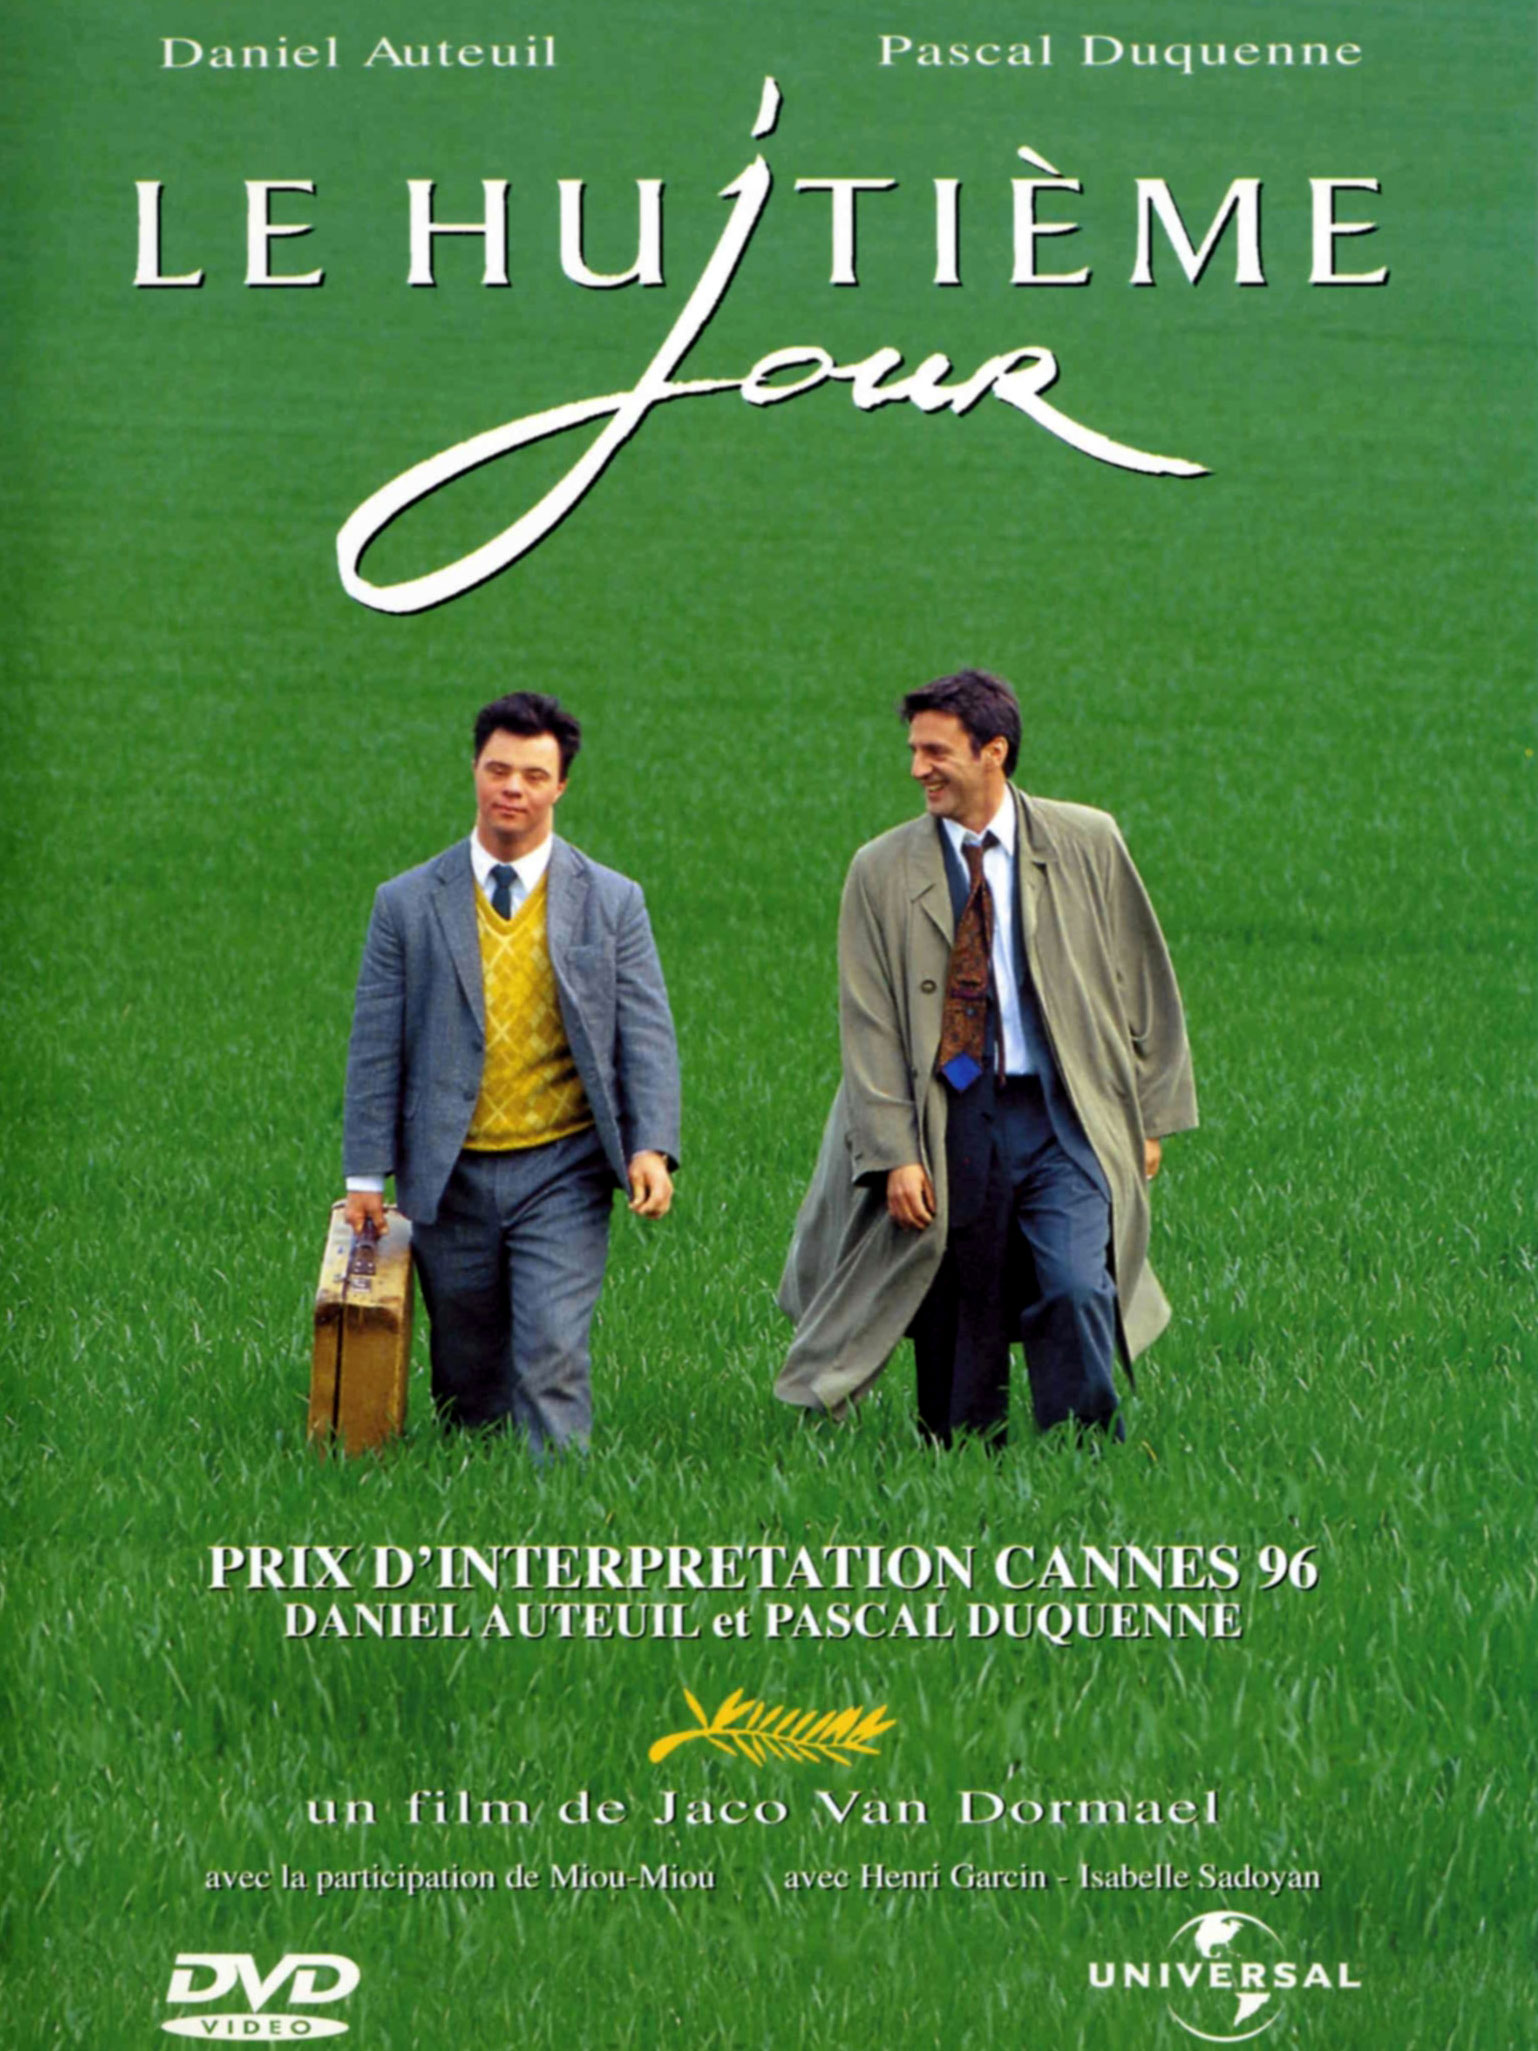 Daniel Auteuil Pascal Duquenne
LE HUITIÈME
jour
PRIX D'INTERPRETATION CANNES 96
DANIEL AUTEUIL et PASCAL DUQUENNE
un film de Jaco Van Dormael
avec la participation de Miou-Miou avec Henri Garcin - Isabelle Sadoyan
DVD
VIDEO
UNIVERSAL